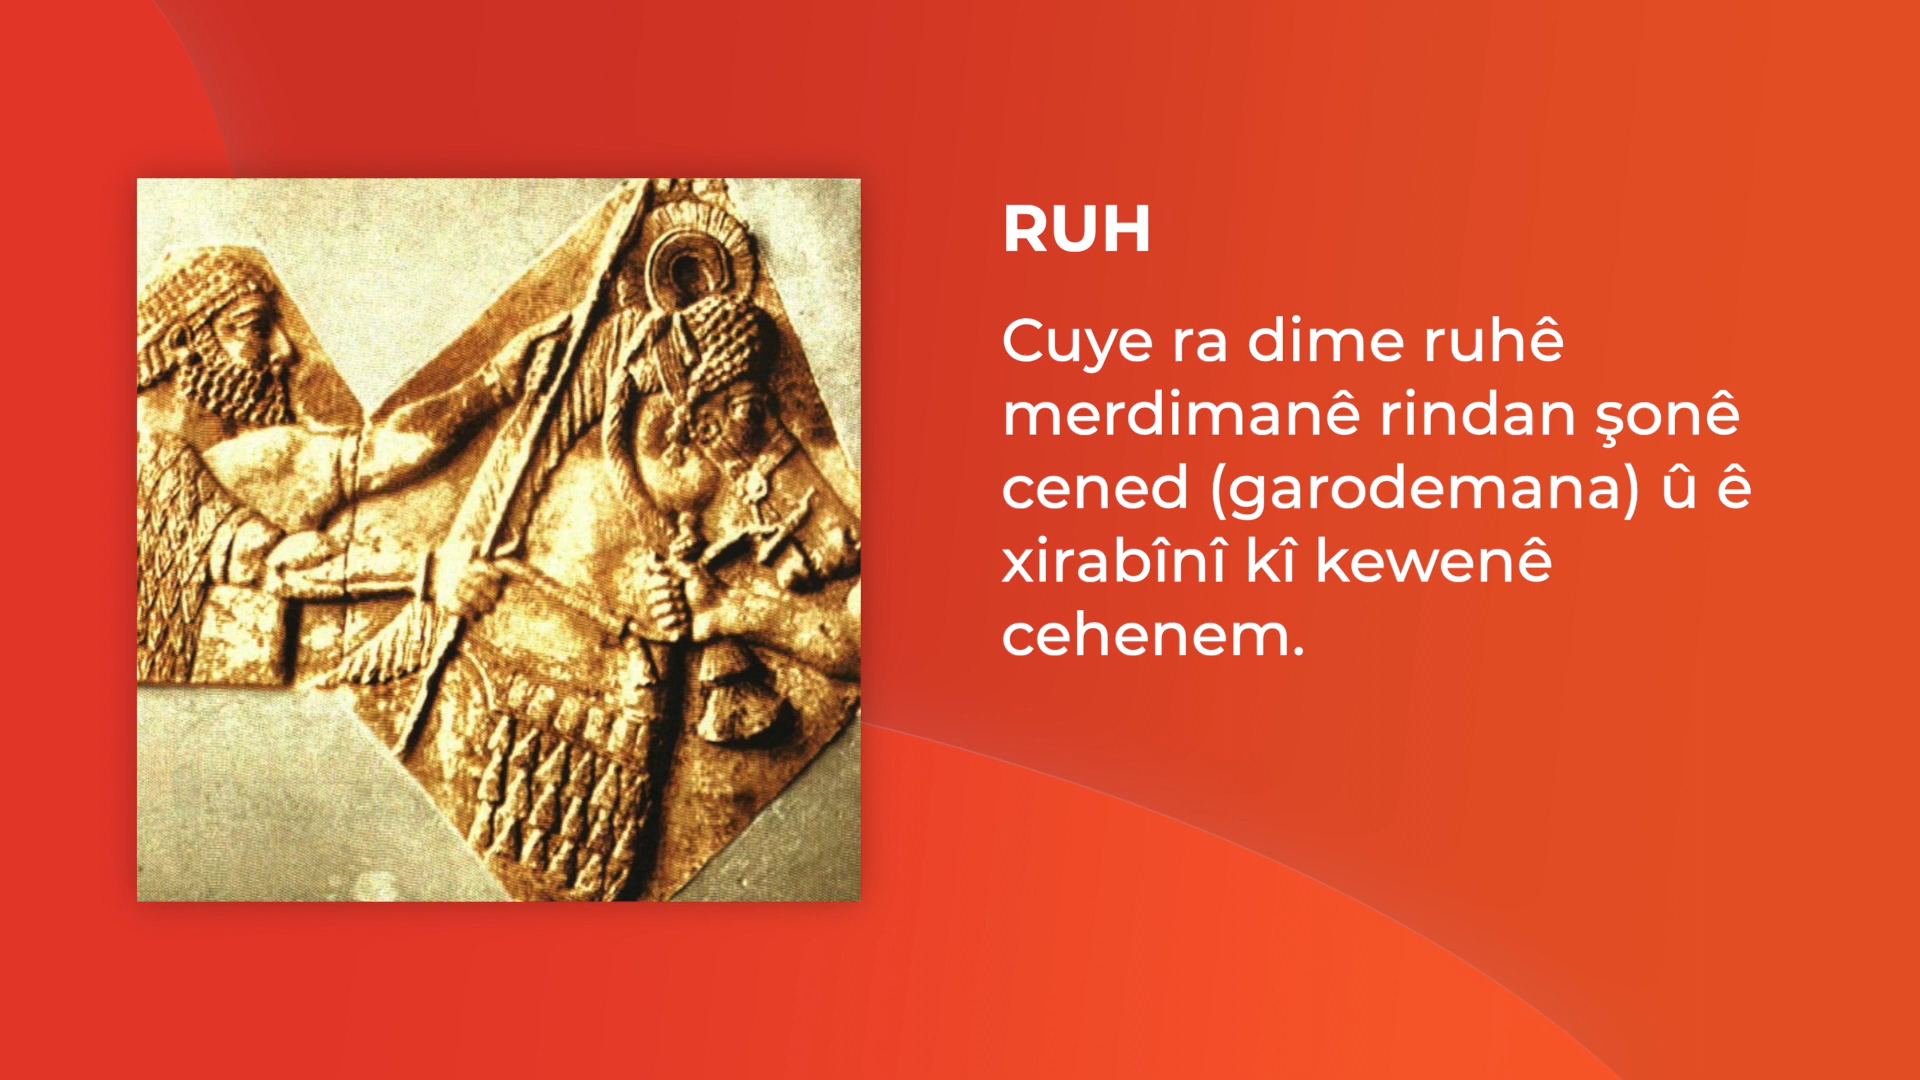 RUH
Cuye ra dime ruhê
merdimanê rindan şonê
cened (garodemana) û ê
xirabînî kî kewenê
cehenem.